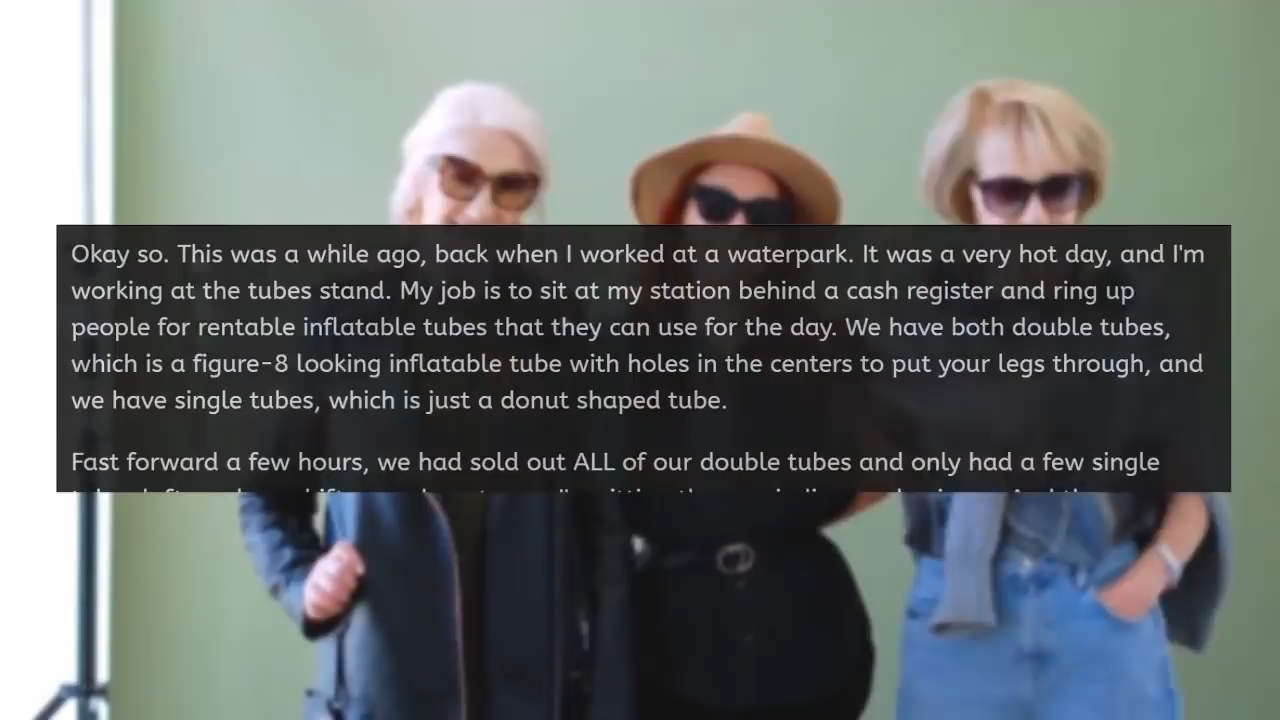 Okay so. This was a while ago, back when I worked at a waterpark. It was a very hot day, and I'm
working at the tubes stand. My job is to sit at my station behind a cash register and ring up
people for rentable inflatable tubes that they can use for the day. We have both double tubes,
which is a figure-8 looking inflatable tube with holes in the centers to put your legs through, and
we have single tubes, which is just a donut shaped tube.
Fast forward a few hours, we had sold out ALL of our double tubes and only had a few single